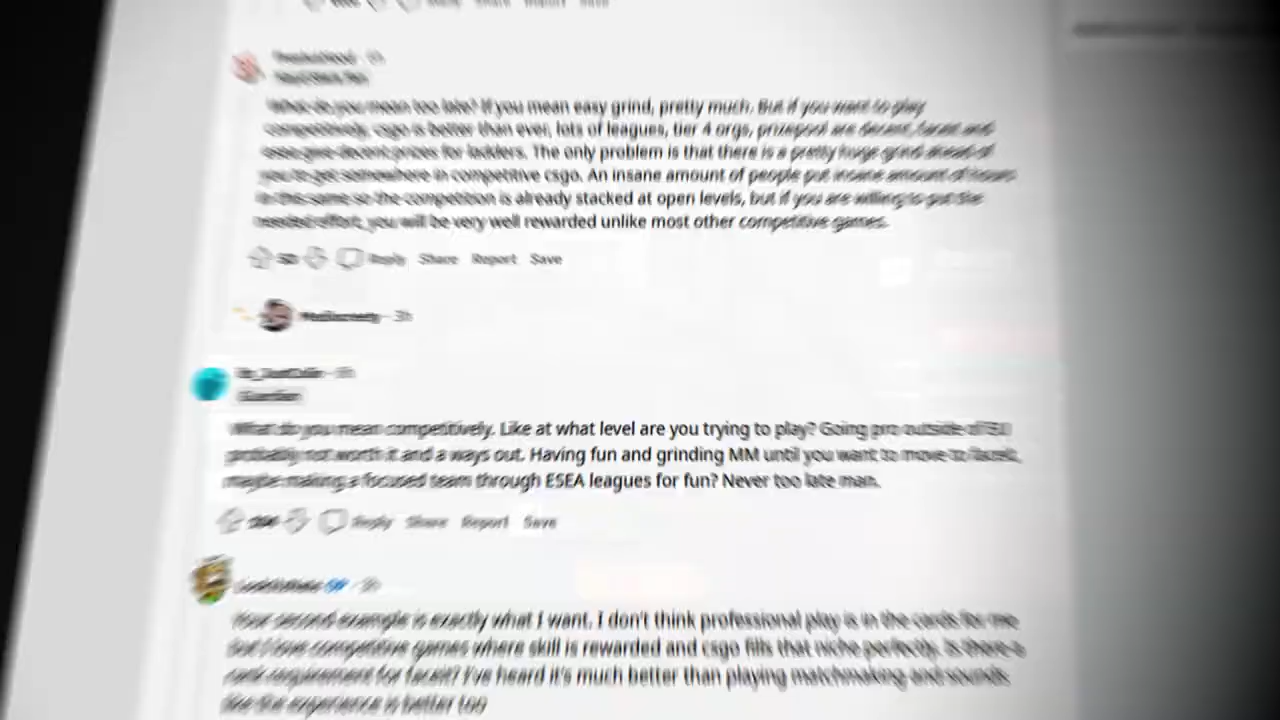 What do you mean too late? If you mean easy grind, pretty much. But if you want to play
competitively, csgo is better than ever, lots of leagues, tier 4 orgs, prizepool are decent, faceit and
esea give decent prizes for ladders. The only problem is that there is a pretty huge grind ahead of
you to get somewhere in competitive csgo. An insane amount of people put insane amount of hours
in this game so the competition is already stacked at open levels, but if you are willing to put the
needed effort, you will be very well rewarded unlike most other competitive games.
Reply Share Report Save
What do you mean competitively. Like at what level are you trying to play? Going pro outside of EU
probably not worth it and a ways out. Having fun and grinding MM until you want to move to faceit,
maybe making a focused team through ESEA leagues for fun? Never too late man.
Reply Share Report Save
Your second example is exactly what I want. I don't think professional play is in the cards for me
but I love competitive games where skill is rewarded and csgo fills that niche perfectly. Is there a
rank requirement for faceit? I've heard it's much better than playing matchmaking and sounds
like the experience is better too